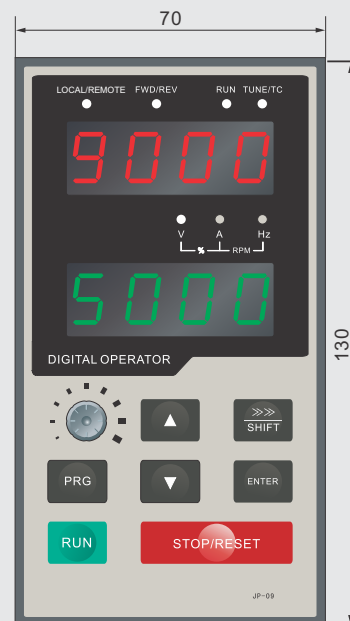 70
LOCAL/REMOTE FWD/REV RUN TUNE/TC
9000
V A Hz
% RPM
5000
130
DIGITAL OPERATOR
▲ >>
SHIFT
PRG ▼ ENTER
RUN STOP/RESET
JP-09